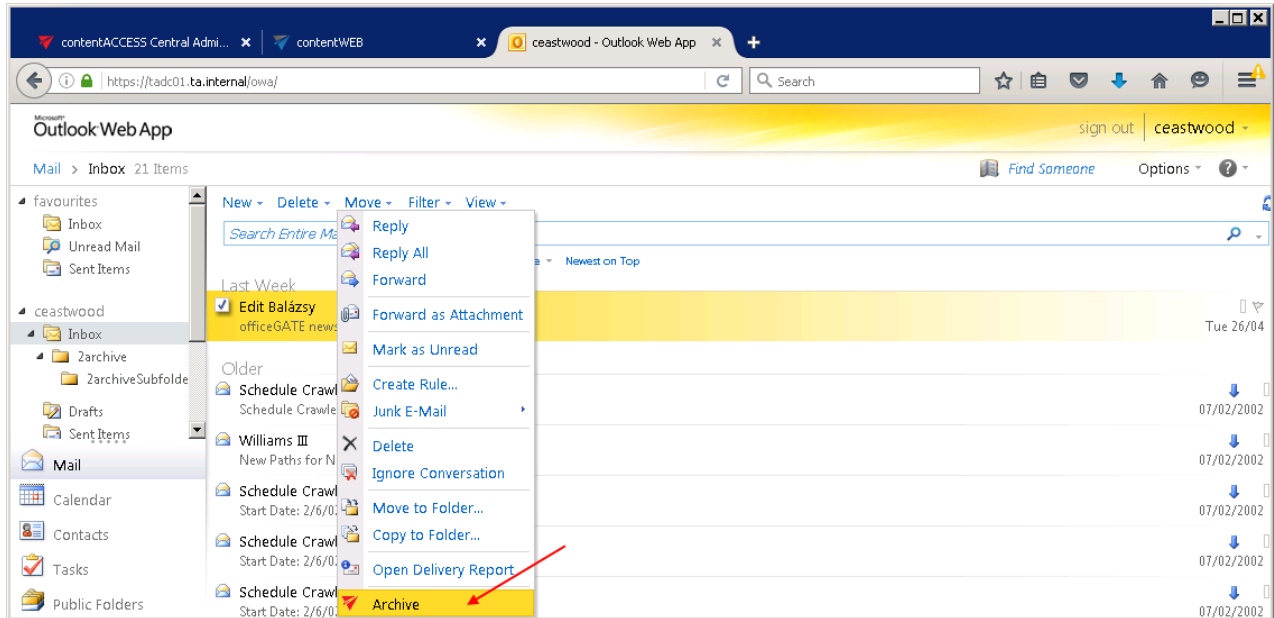 contentACCESS Central Admi...
contentWEB
ceastwood - Outlook Web App
https://tadc01.ta.internal/owa/
Search
Microsoft
Outlook Web App
sign out
ceastwood
Mail > Inbox 21 Items
Find Someone
Options
favourites
Inbox
Unread Mail
Sent Items
ceastwood
Inbox
2archive
2archiveSubfolde
Drafts
Sent Items
Mail
Calendar
Contacts
Tasks
Public Folders
New
Delete
Move
Filter
View
Search Entire Ma
Newest on Top
Last Week
Edit Balázsy
officeGATE news
Tue 26/04
Older
Schedule Crawl
Schedule Crawle
07/02/2002
Williams III
New Paths for N
07/02/2002
Schedule Crawl
Start Date: 2/6/0
07/02/2002
Schedule Crawl
Start Date: 2/6/0
07/02/2002
Schedule Crawl
Start Date: 2/6/0
07/02/2002
Reply
Reply All
Forward
Forward as Attachment
Mark as Unread
Create Rule...
Junk E-Mail
Delete
Ignore Conversation
Move to Folder...
Copy to Folder...
Open Delivery Report
Archive